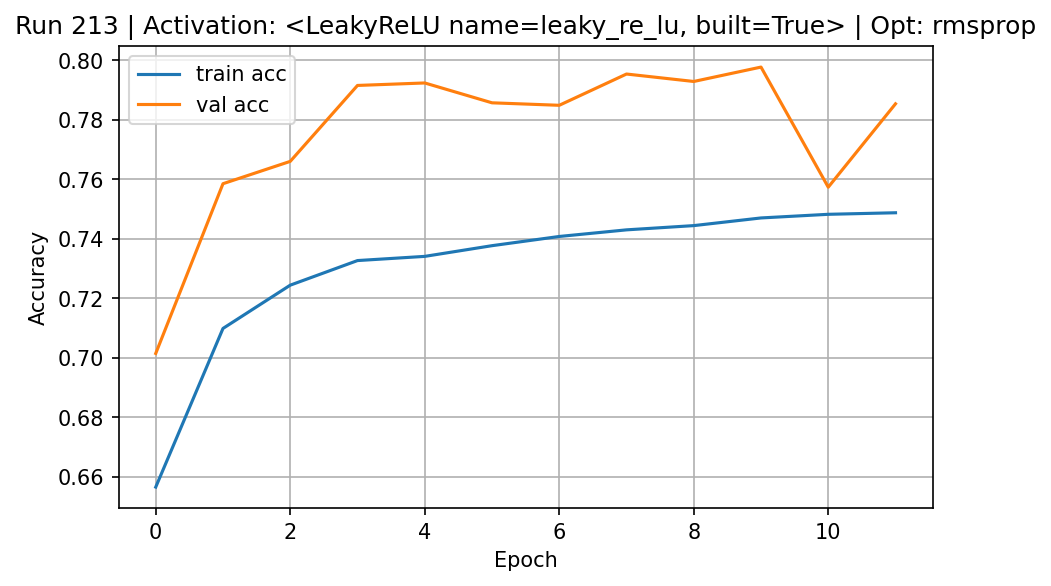 Run 213 | Activation: <LeakyReLU name=leaky_re_lu, built=True> | Opt: rmsprop
train acc
val acc
Accuracy
0.80
0.78
0.76
0.74
0.72
0.70
0.68
0.66
0 2 4 6 8 10
Epoch